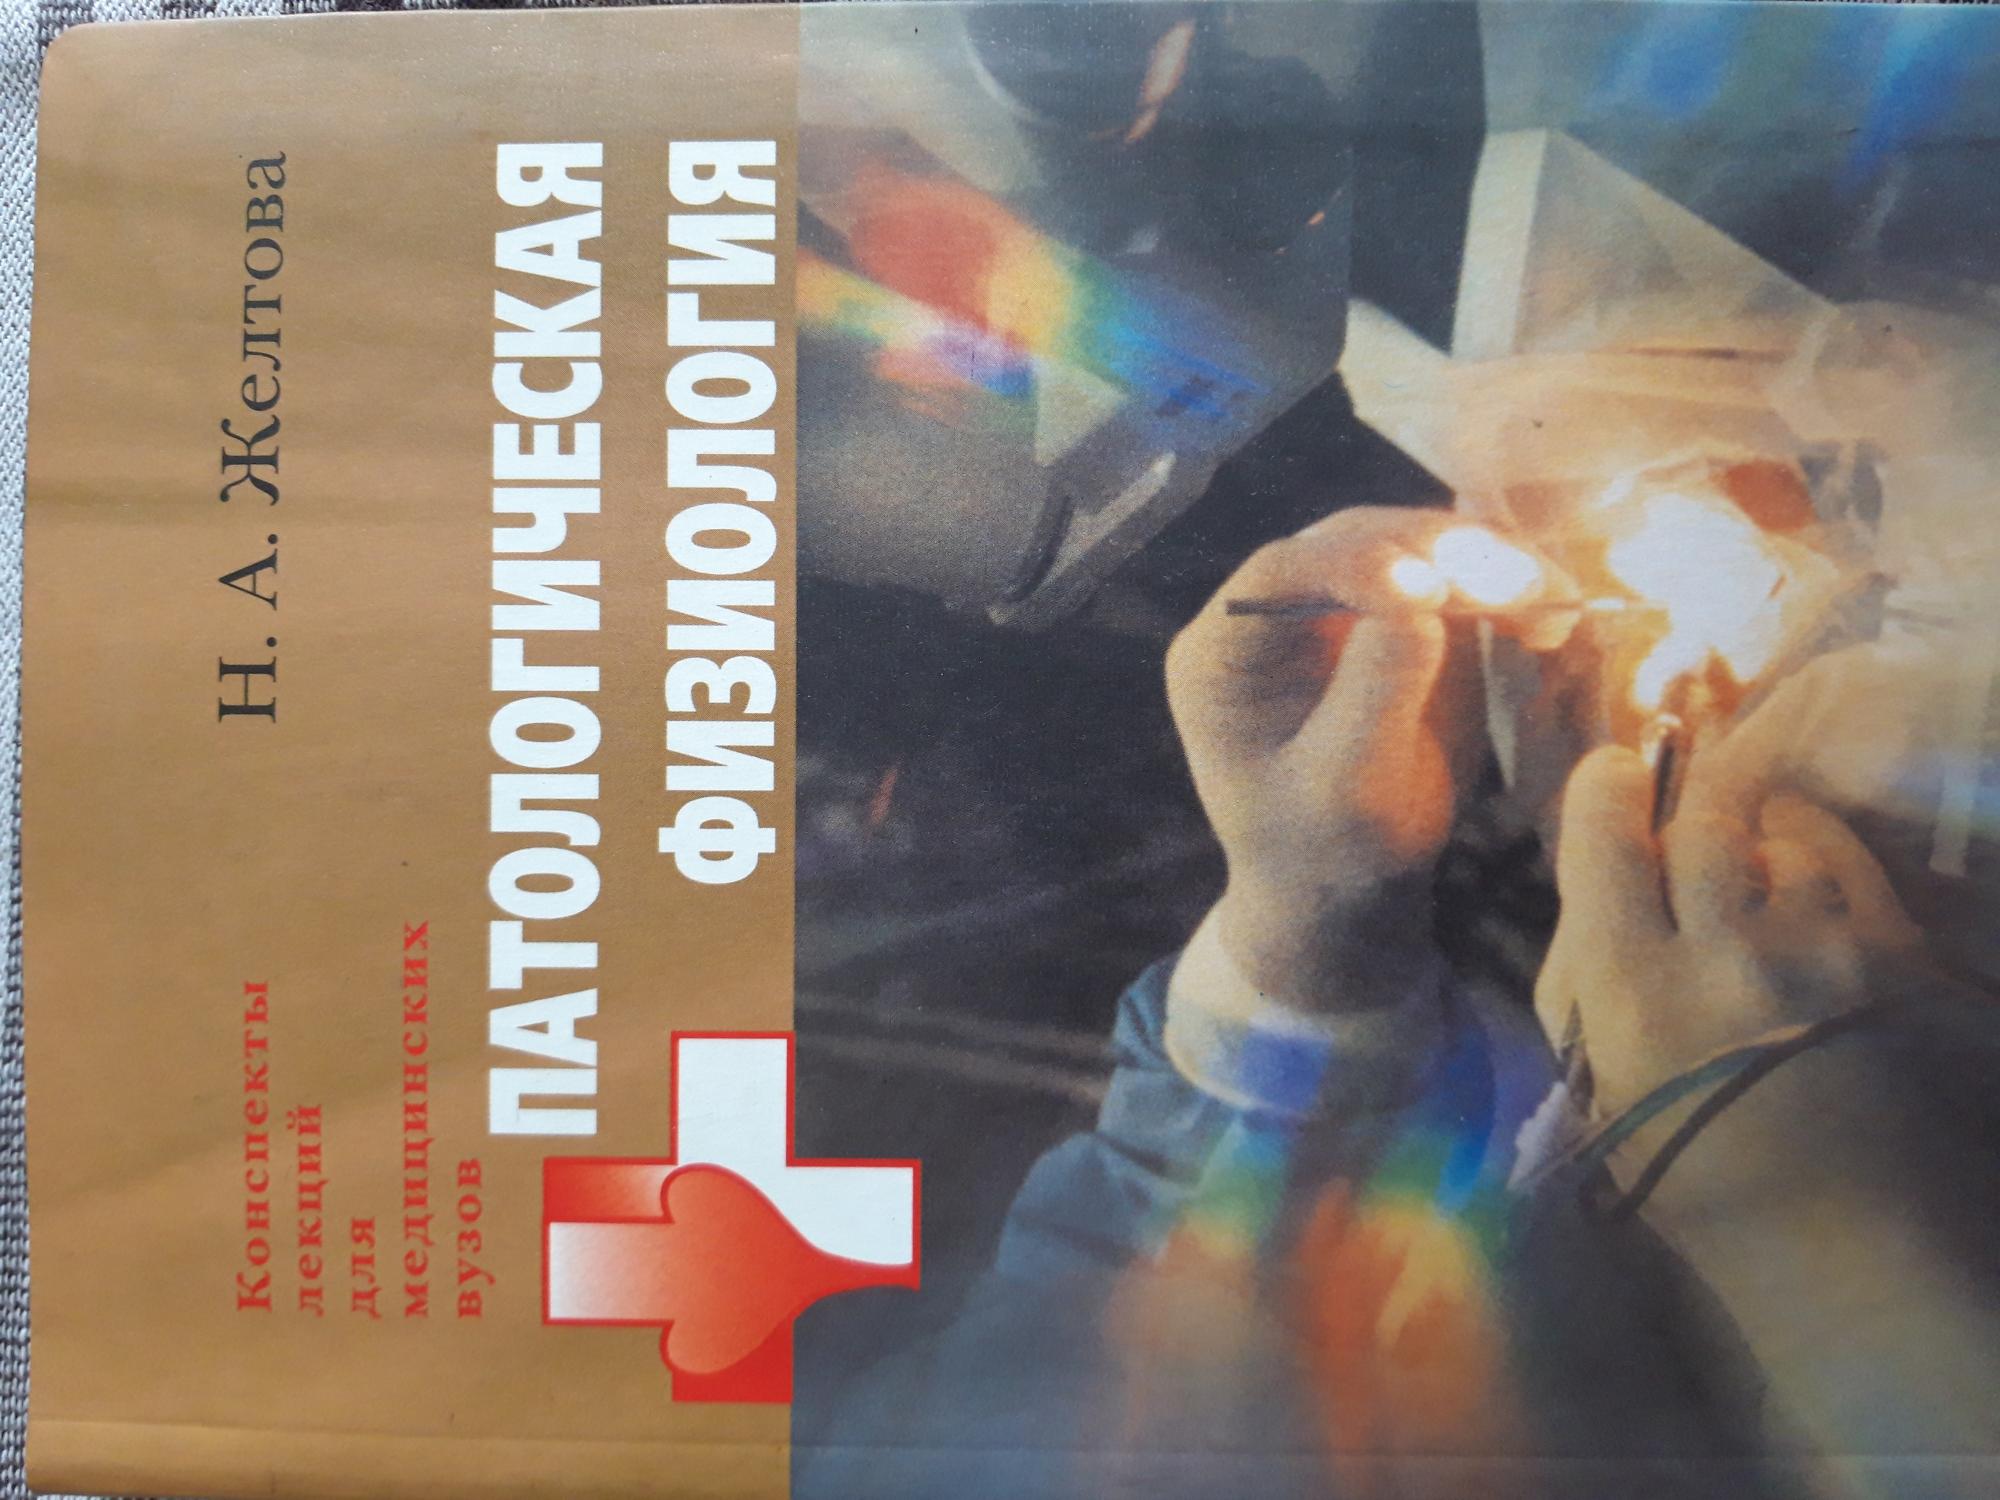 Конспекты
лекций
для
медицинских
вузов
Н. А. Желтова
ПАТОЛОГИЧЕСКАЯ
ФИЗИОЛОГИЯ